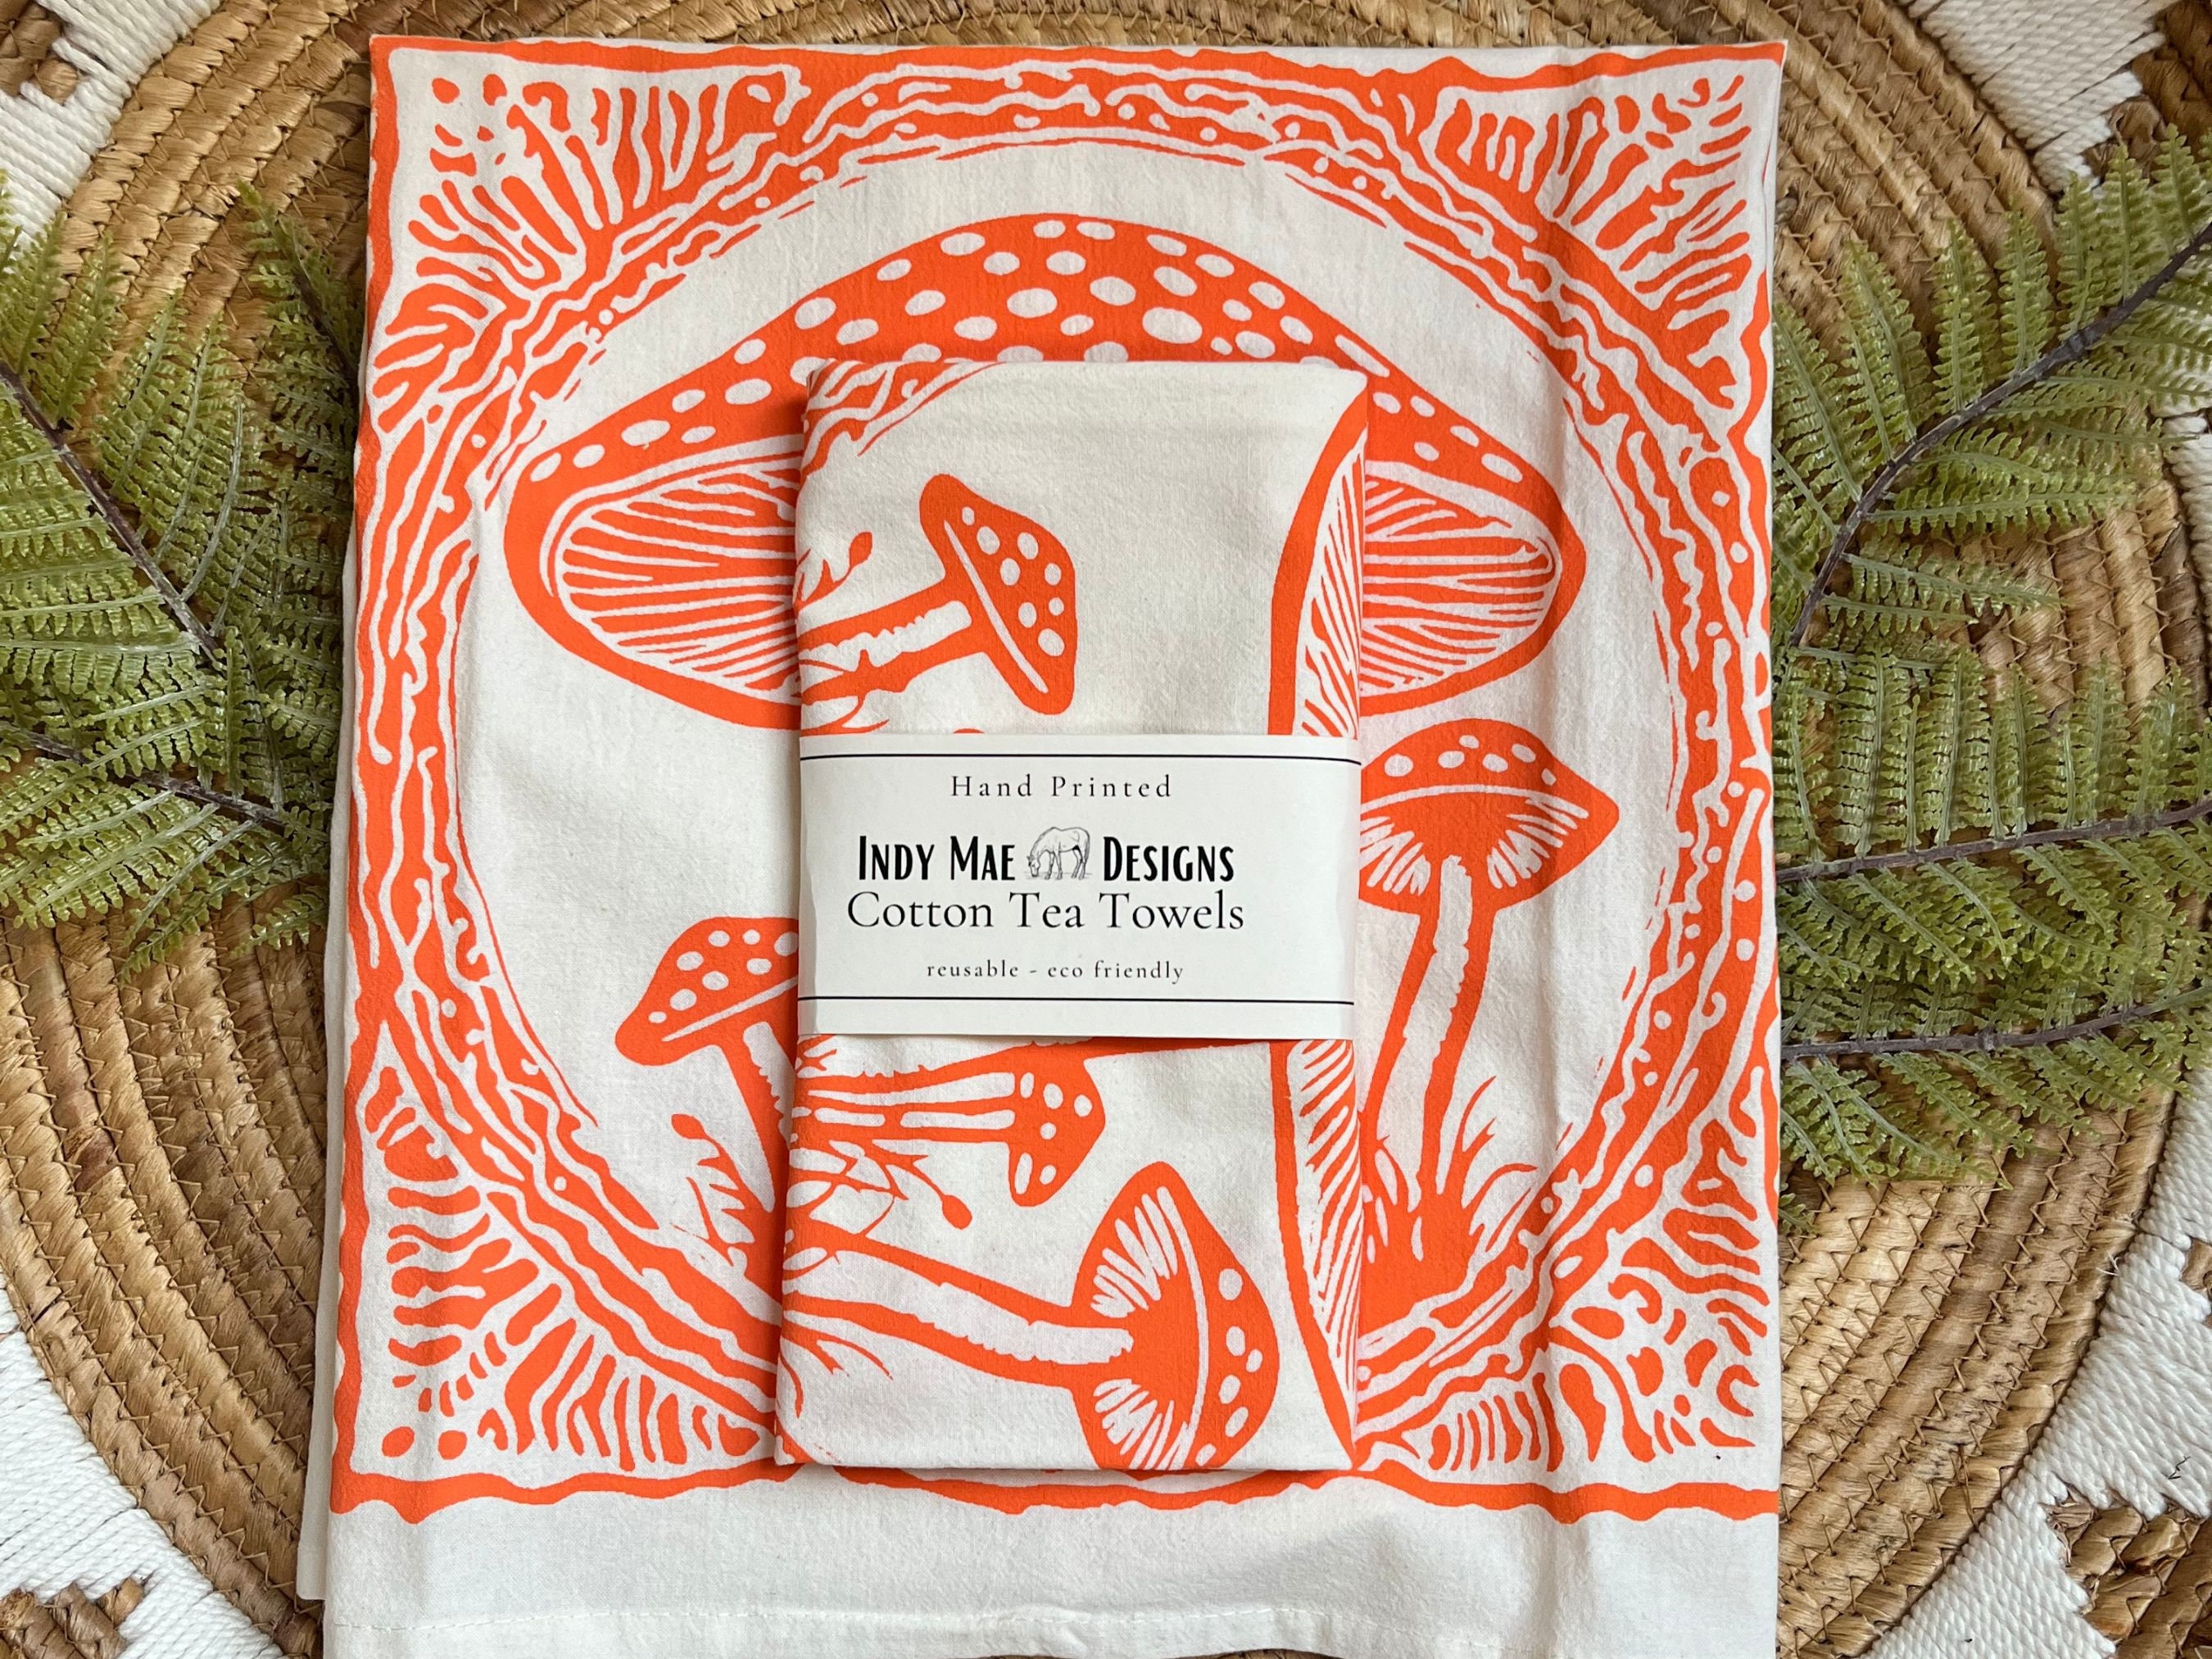 Hand Printed
INDY MAE DESIGNS
Cotton Tea Towels
reusable - eco friendly